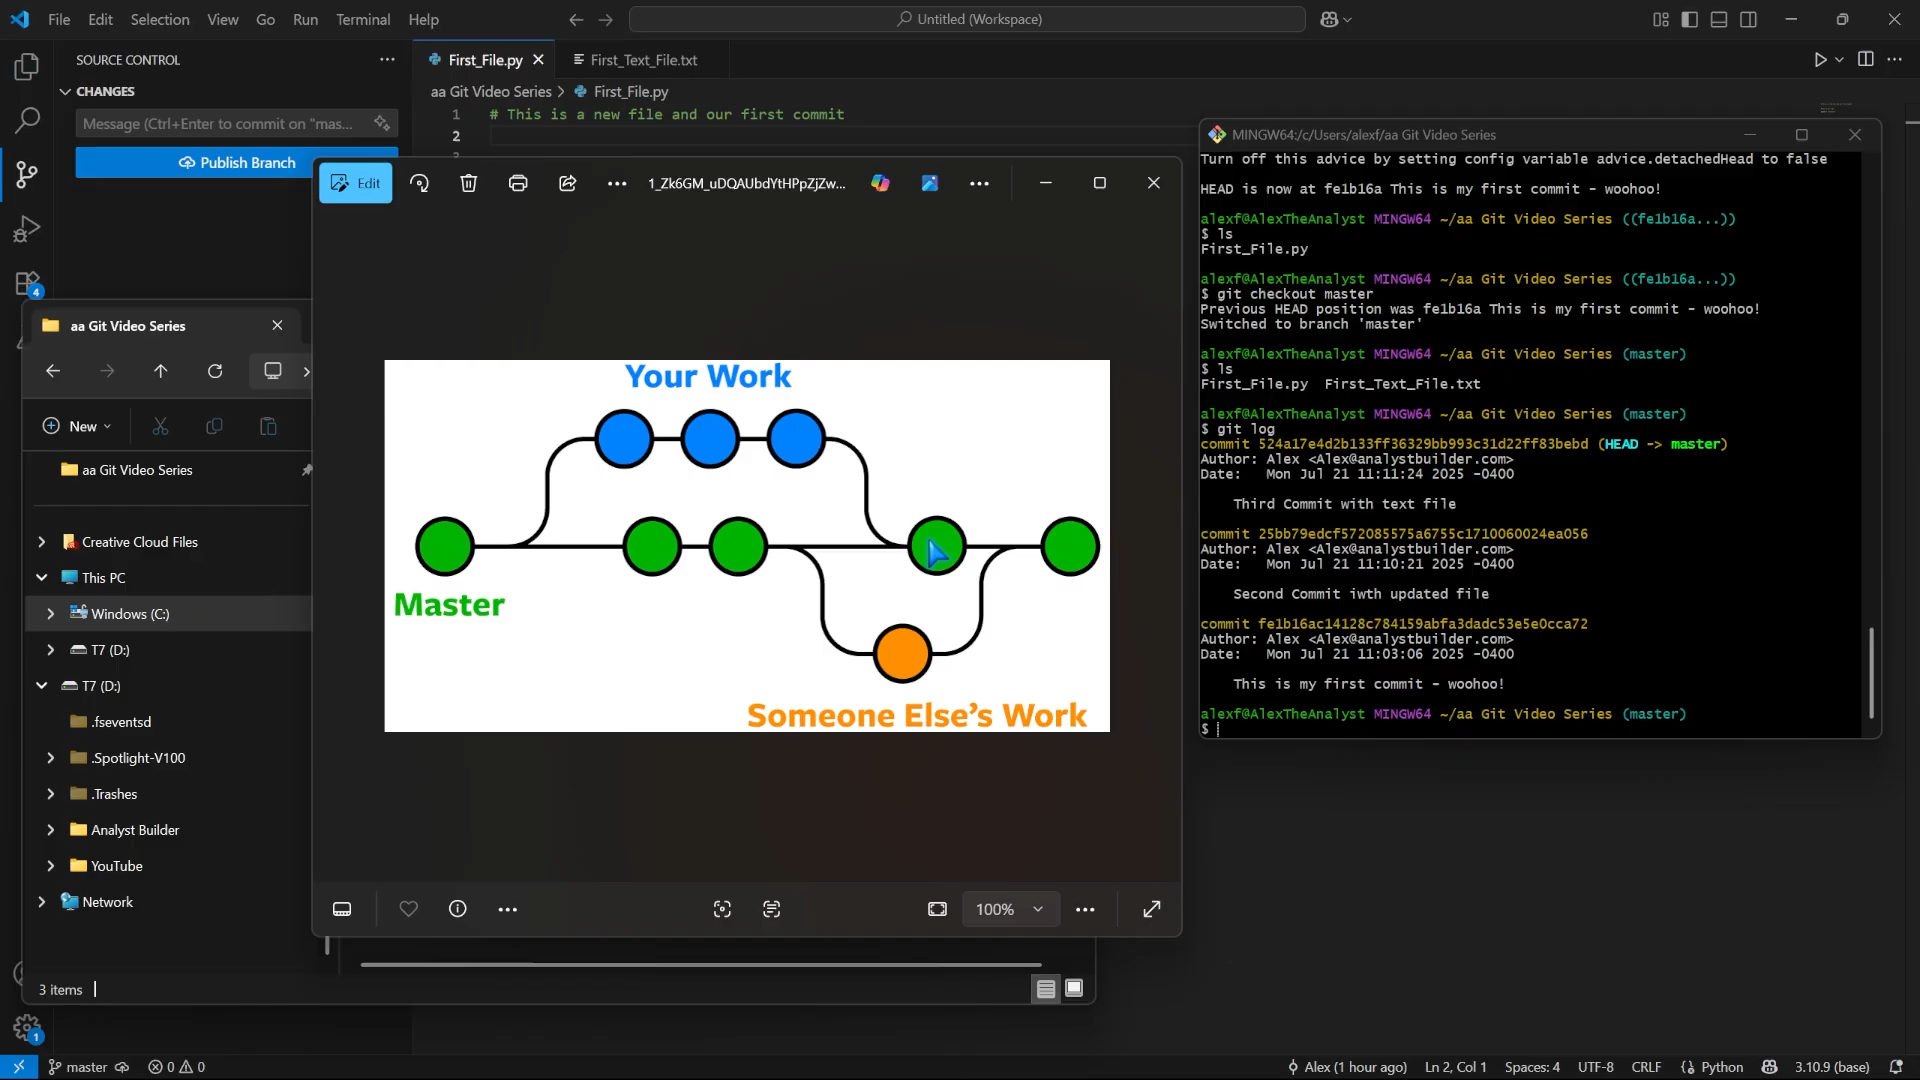 File Edit Selection View Go Run Terminal Help
Untitled (Workspace)
SOURCE CONTROL
CHANGES
Message (Ctrl+Enter to commit on "mas...
Publish Branch
4
First_File.py
First_Text_File.txt
aa Git Video Series > First_File.py
1 # This is a new file and our first commit
2
aa Git Video Series
New
aa Git Video Series
Creative Cloud Files
This PC
Windows (C:)
T7 (D:)
T7 (D:)
.fseventsd
.Spotlight-V100
.Trashes
Analyst Builder
YouTube
Network
3 items
Edit
1_Zk6GM_uDQAUbdYtHPpZjZw...
Your Work
Master
Someone Else's Work
100%
MINGW64:/c/Users/alexf/aa Git Video Series
Turn off this advice by setting config variable advice.detachedHead to false
HEAD is now at fe1b16a This is my first commit - woohoo!
alexf@AlexTheAnalyst MINGW64 ~/aa Git Video Series ((fe1b16a...))
$ ls
First_File.py
alexf@AlexTheAnalyst MINGW64 ~/aa Git Video Series ((fe1b16a...))
$ git checkout master
Previous HEAD position was fe1b16a This is my first commit - woohoo!
Switched to branch 'master'
alexf@AlexTheAnalyst MINGW64 ~/aa Git Video Series (master)
$ ls
First_File.py First_Text_File.txt
alexf@AlexTheAnalyst MINGW64 ~/aa Git Video Series (master)
$ git log
commit 524a17e4d2b133ff36329bb993c31d22ff83bebd (HEAD -> master)
Author: Alex <Alex@analystbuilder.com>
Date: Mon Jul 21 11:11:24 2025 -0400
Third Commit with text file
commit 25bb79edcf572085575a6755c1710060024ea056
Author: Alex <Alex@analystbuilder.com>
Date: Mon Jul 21 11:10:21 2025 -0400
Second Commit iwth updated file
commit fe1b16ac14128c784159abfa3dadc53e5e0cca72
Author: Alex <Alex@analystbuilder.com>
Date: Mon Jul 21 11:03:06 2025 -0400
This is my first commit - woohoo!
alexf@AlexTheAnalyst MINGW64 ~/aa Git Video Series (master)
$
1
master 0 0
Alex (1 hour ago) Ln 2, Col 1 Spaces: 4 UTF-8 CRLF Python 3.10.9 (base)